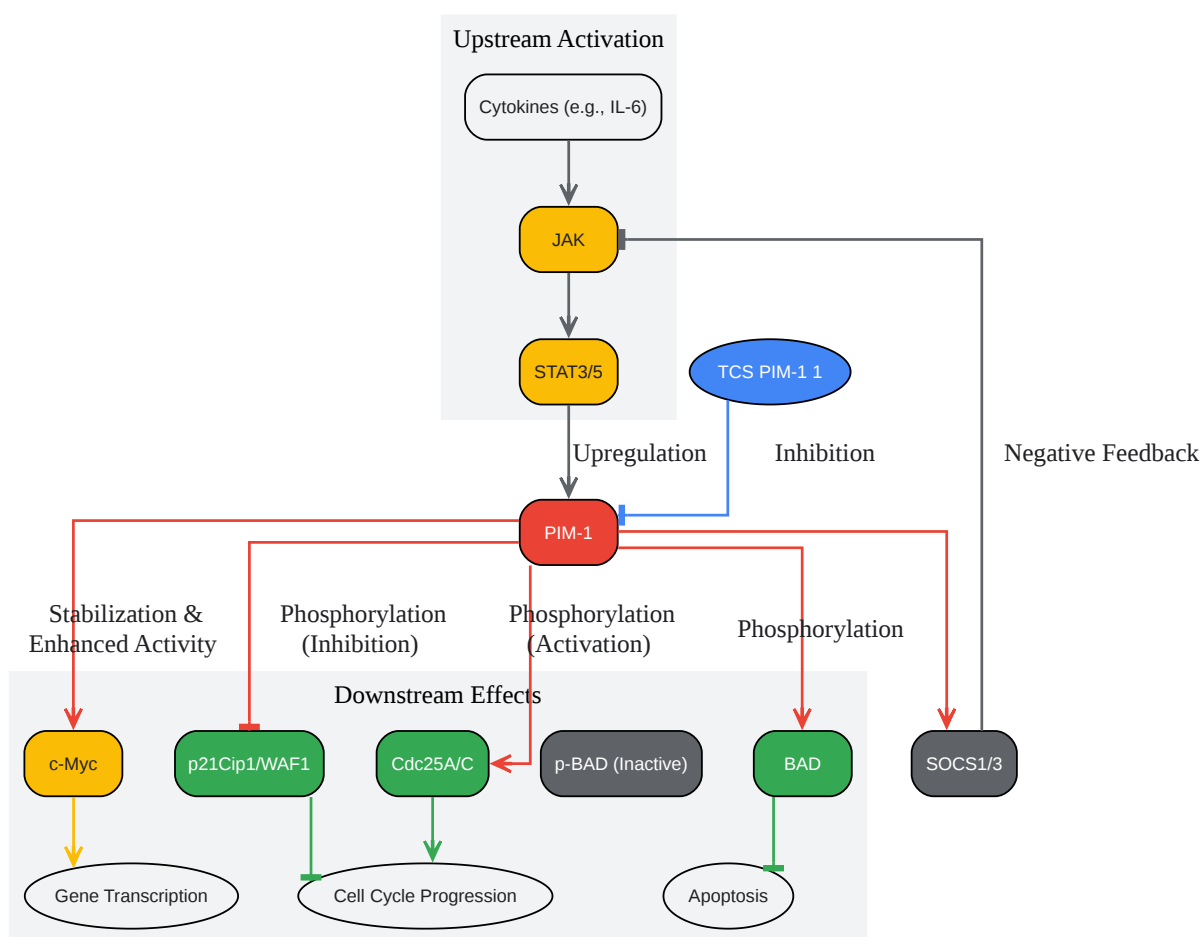 Upstream Activation
Cytokines (e.g., IL-6)
JAK
STAT3/5
TCS PIM-1 1
Upregulation
Inhibition
Negative Feedback
PIM-1
Stabilization &
Enhanced Activity
Phosphorylation
(Inhibition)
Phosphorylation
(Activation)
Phosphorylation
Downstream Effects
c-Myc
p21Cip1/WAF1
Cdc25A/C
p-BAD (Inactive)
BAD
SOCS1/3
Gene Transcription
Cell Cycle Progression
Apoptosis